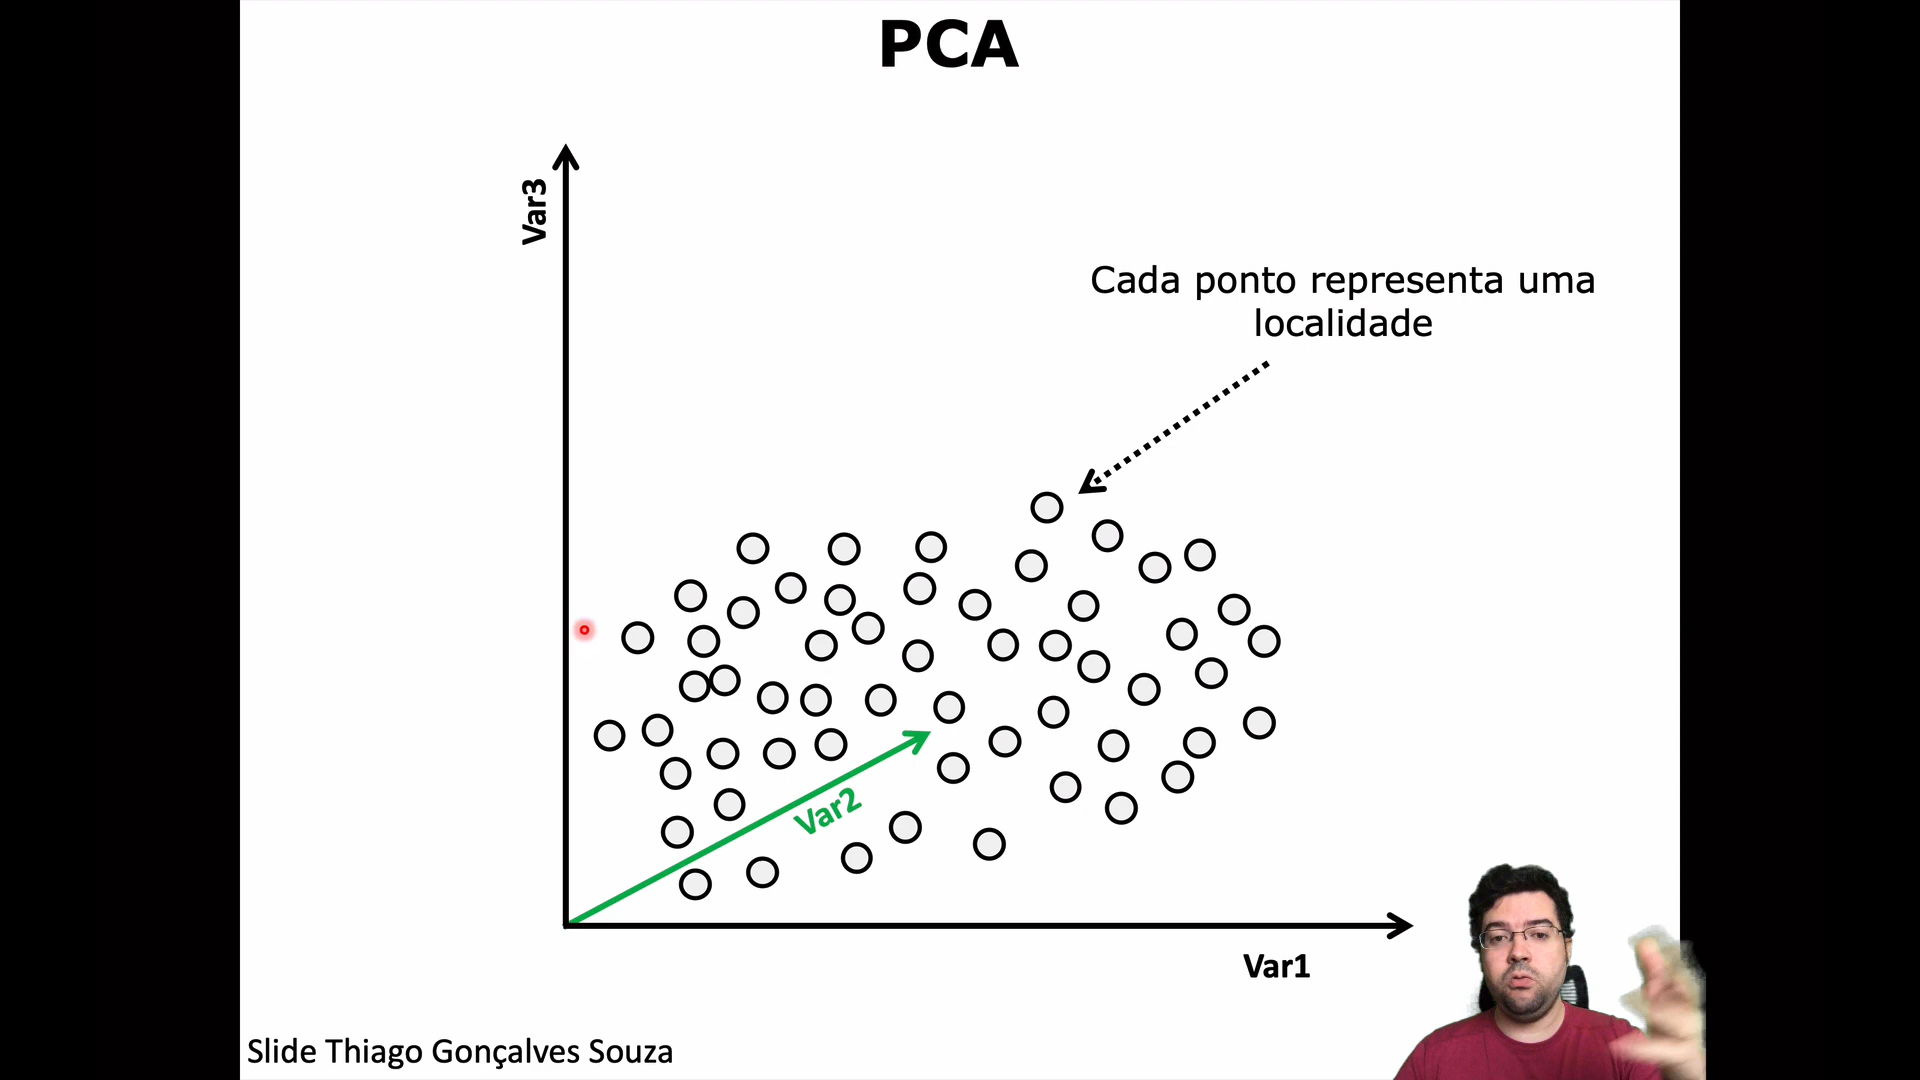 PCA
Var3
Cada ponto representa uma
localidade
Var2
Var1
Slide Thiago Gonçalves Souza